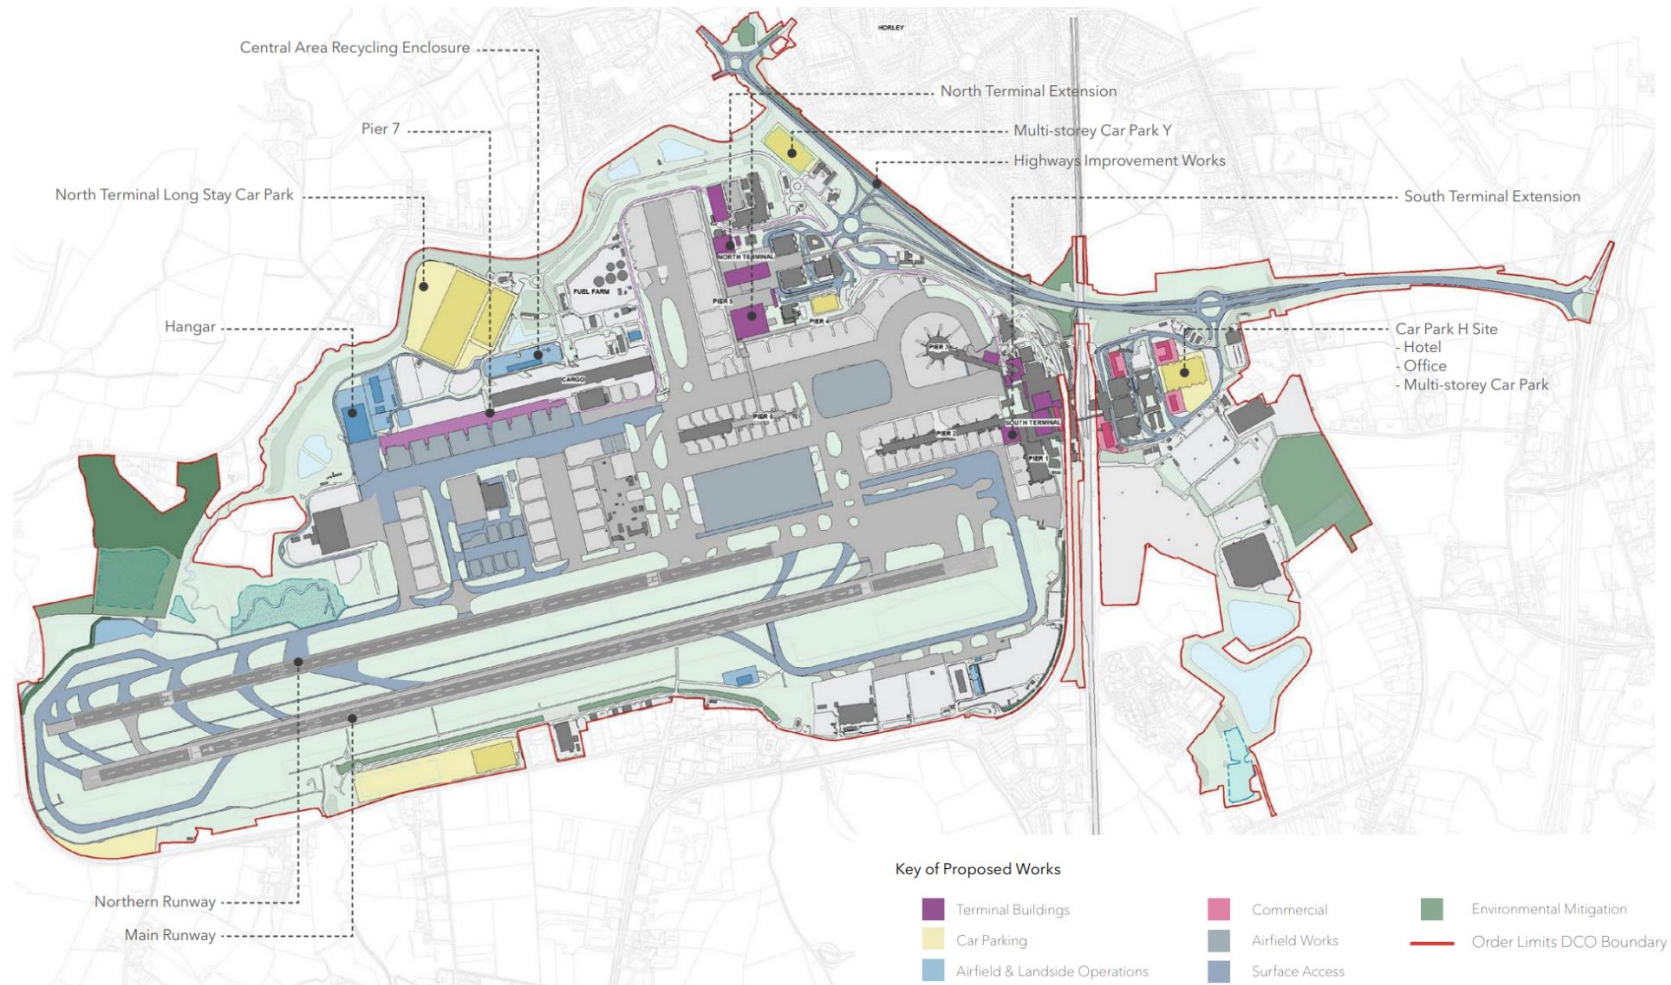 HORLEY
Central Area Recycling Enclosure
North Terminal Extension
Pier 7
Multi-storey Car Park Y
Highways Improvement Works
North Terminal Long Stay Car Park
South Terminal Extension
NORTH TERMINAL
FUEL FARM
PIER 5
PIER 4
Hangar
Car Park H Site
- Hotel
- Office
- Multi-storey Car Park
PIER 3
CARGO
PIER 6
SOUTH TERMINAL
PIER 2
PIER 1
Northern Runway
Main Runway
Key of Proposed Works
Terminal Buildings
Car Parking
Airfield & Landside Operations
Commercial
Airfield Works
Surface Access
Environmental Mitigation
Order Limits DCO Boundary